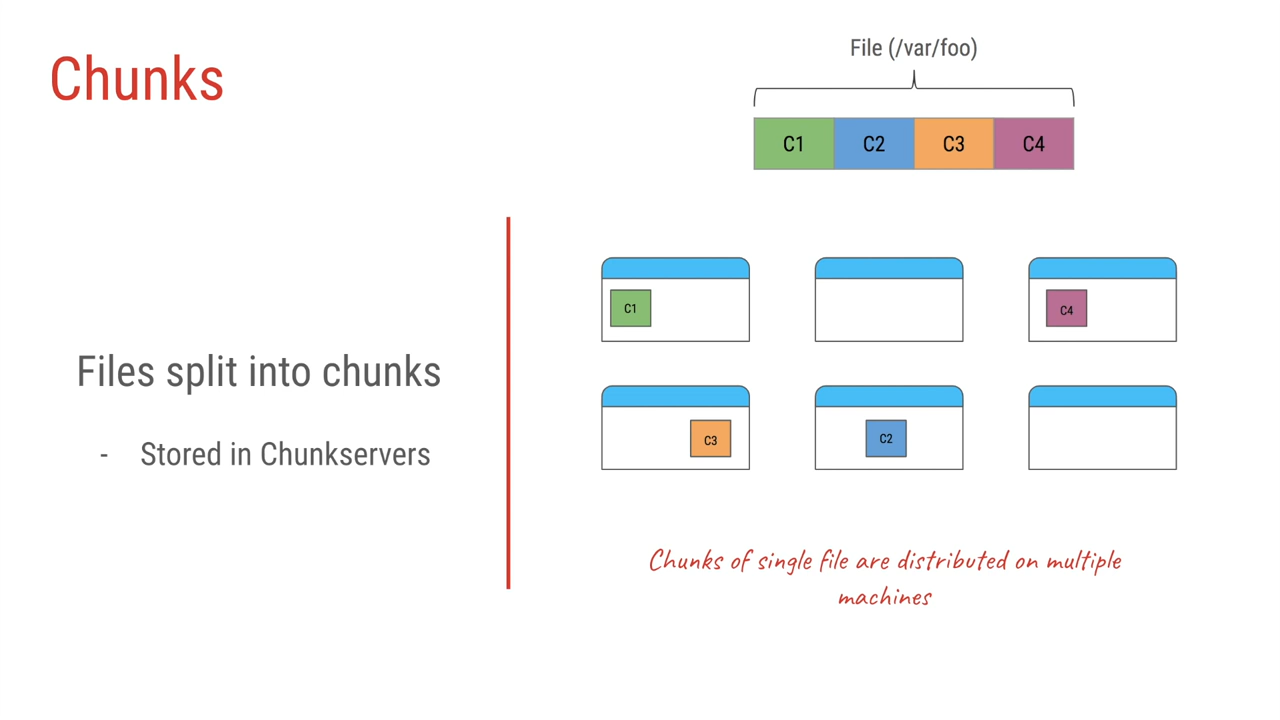 Chunks
File (/var/foo)
C1 C2 C3 C4
C1
C4
Files split into chunks
- Stored in Chunkservers
C3
C2
Chunks of single file are distributed on multiple
machines